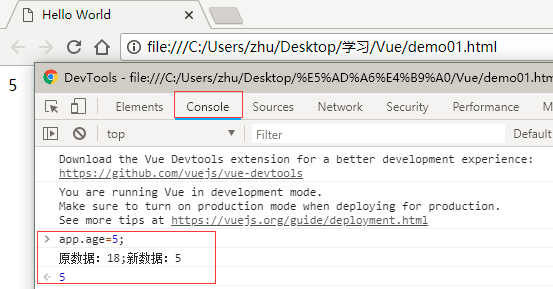 Hello World
file:///C:/Users/zhu/Desktop/学习/Vue/demo01.html
5
DevTools - file:///C:/Users/zhu/Desktop/%E5%AD%A6%E4%B9%A0/Vue/demo01.htm
Elements Console Sources Network Security Performance M
top Filter Default
Download the Vue Devtools extension for a better development experience:
https://github.com/vuejs/vue-devtools
You are running Vue in development mode.
Make sure to turn on production mode when deploying for production.
See more tips at https://vuejs.org/guide/deployment.html
> app.age=5;
原数据：18;新数据：5
5